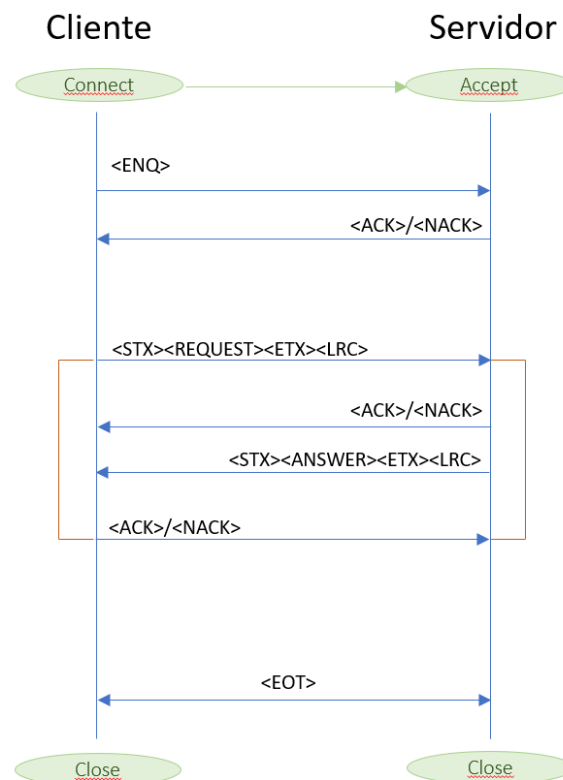 Cliente
Servidor
Connect
Accept
<ENQ>
<ACK>/<NACK>
<STX><REQUEST><ETX><LRC>
<ACK>/<NACK>
<STX><ANSWER><ETX><LRC>
<ACK>/<NACK>
<EOT>
Close
Close